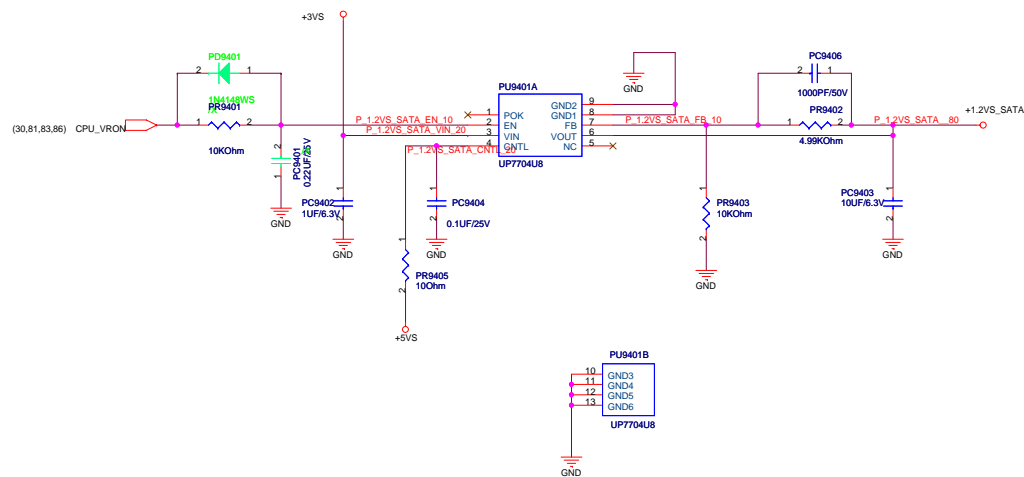 +3VS
PD9401
2
1
1N4148WS
PR9401
1
2
10KOhm
(30,81,83,86)
CPU_VRON
2
PC9401
0.22UF/25V
1
GND
P_1.2VS_SATA_EN_10
P_1.2VS_SATA_VIN_20
P_1.2VS_SATA_CNTL_20
1
PC9402
1UF/6.3V
2
GND
1
PC9404
2
0.1UF/25V
GND
1
PR9405
10Ohm
2
+5VS
PU9401A
1 POK
2 EN
3 VIN
4 CNTL
GND2 9
GND1 8
FB 7
VOUT 6
NC 5
UP7704U8
GND
P_1.2VS_SATA_FB_10
PC9406
2
1
1000PF/50V
PR9402
1
2
4.99KOhm
P_1.2VS_SATA__80
+1.2VS_SATA
1
PR9403
10KOhm
2
GND
1
PC9403
10UF/6.3V
2
GND
PU9401B
10 GND3
11 GND4
12 GND5
13 GND6
UP7704U8
GND